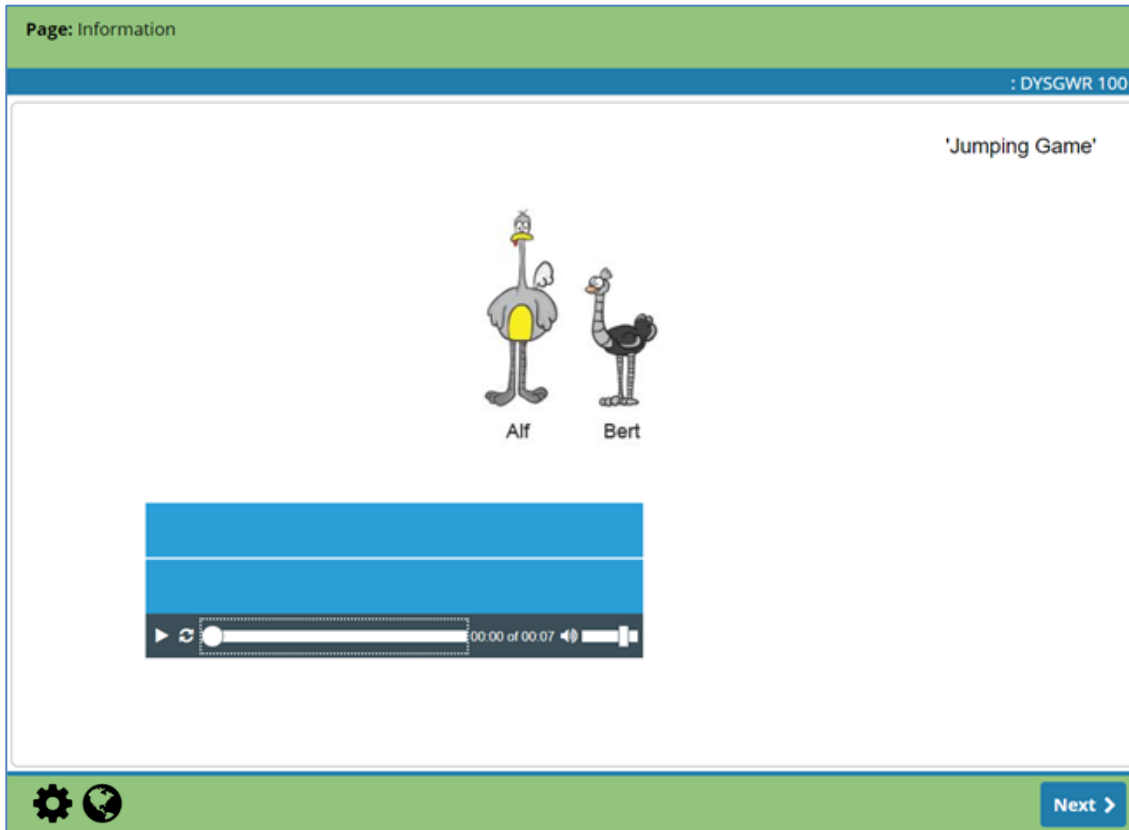 Page: Information
: DYSGWR 100
'Jumping Game'
Alf Bert
00:00 of 00:07
Next